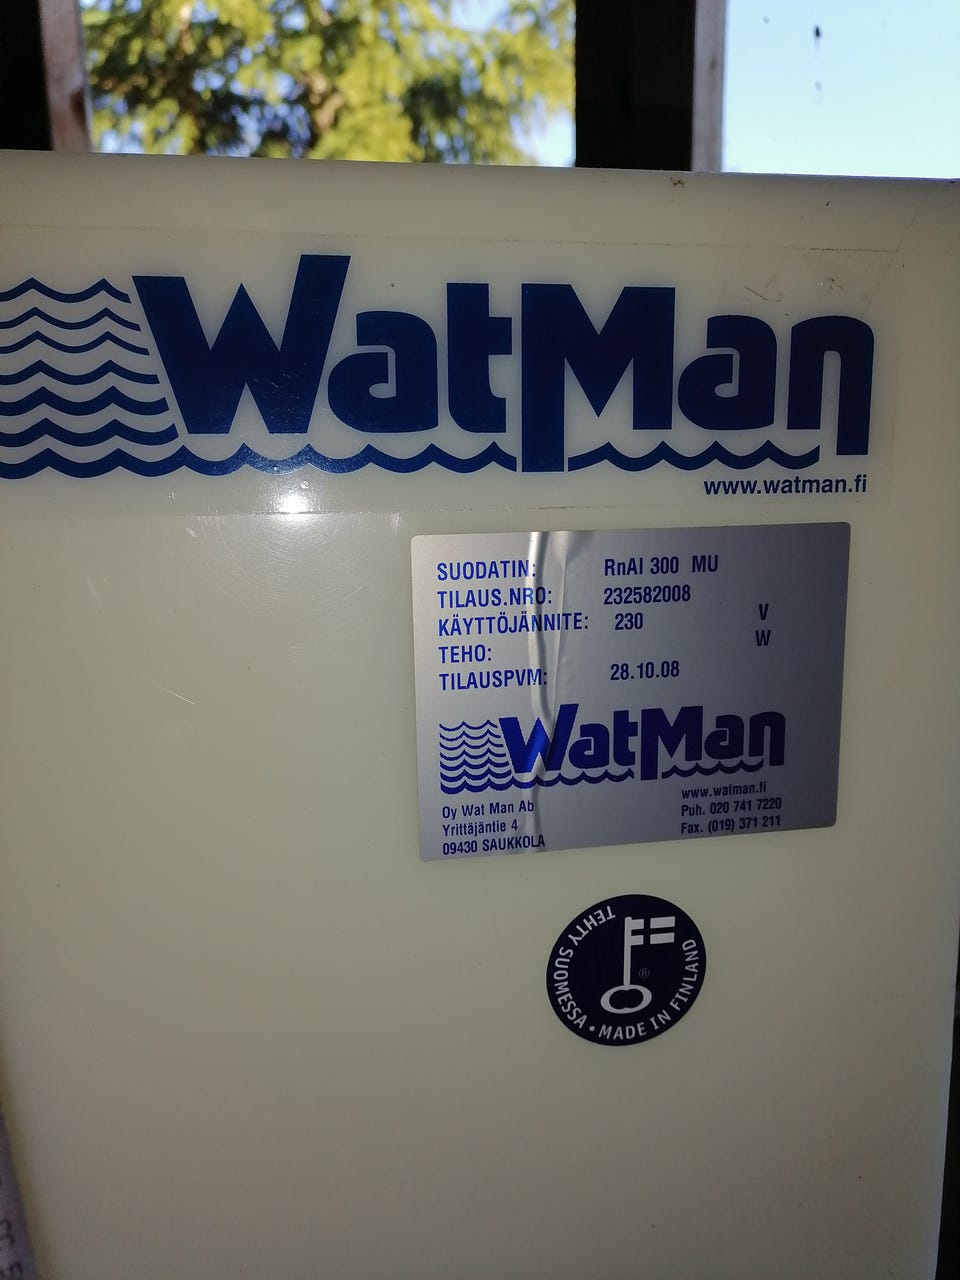 WatMan
www.watman.fi
SUODATIN: RnAl 300 MU
TILAUS.NRO: 232582008
KÄYTTÖJÄNNITE: 230 V
TEHO: W
TILAUSPVM: 28.10.08
WatMan
www.watman.fi
Oy Wat Man Ab
Puh. 020 741 7220
Yrittäjäntie 4
Fax. (019) 371 211
09430 SAUKKOLA
TEHTY SUOMESSA • MADE IN FINLAND
®